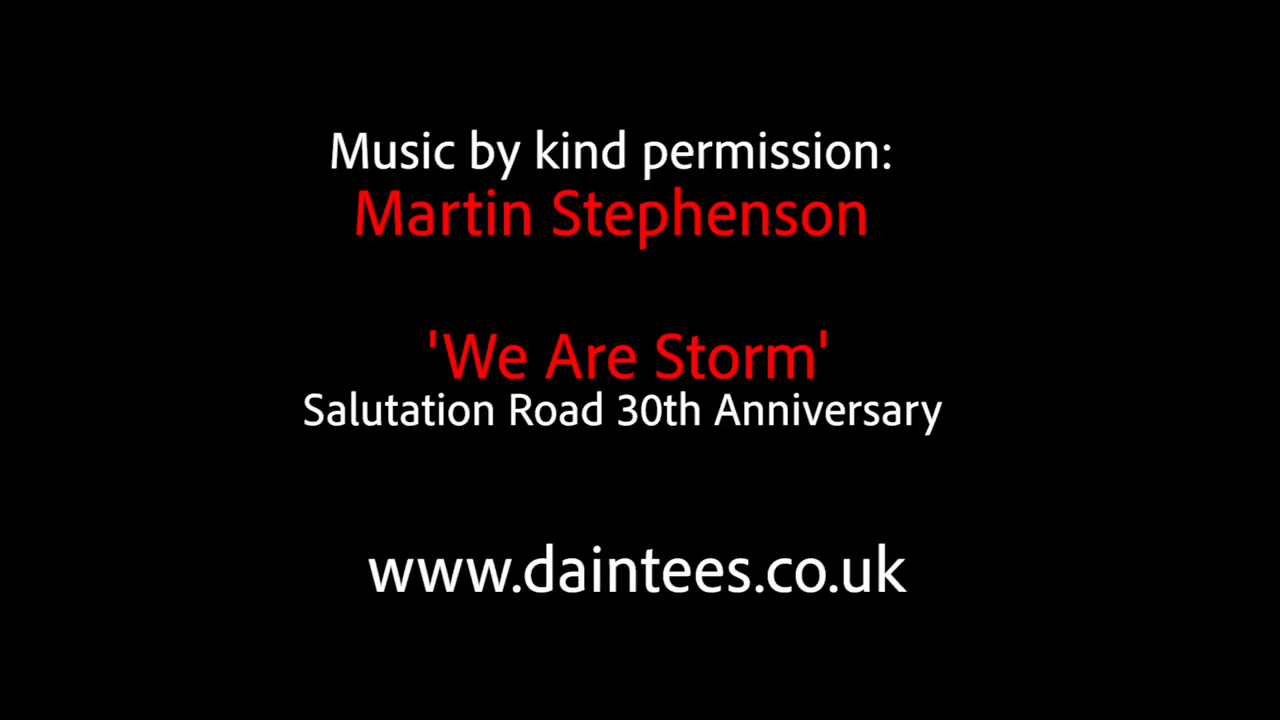 Music by kind permission:
Martin Stephenson
'We Are Storm'
Salutation Road 30th Anniversary
www.daintees.co.uk